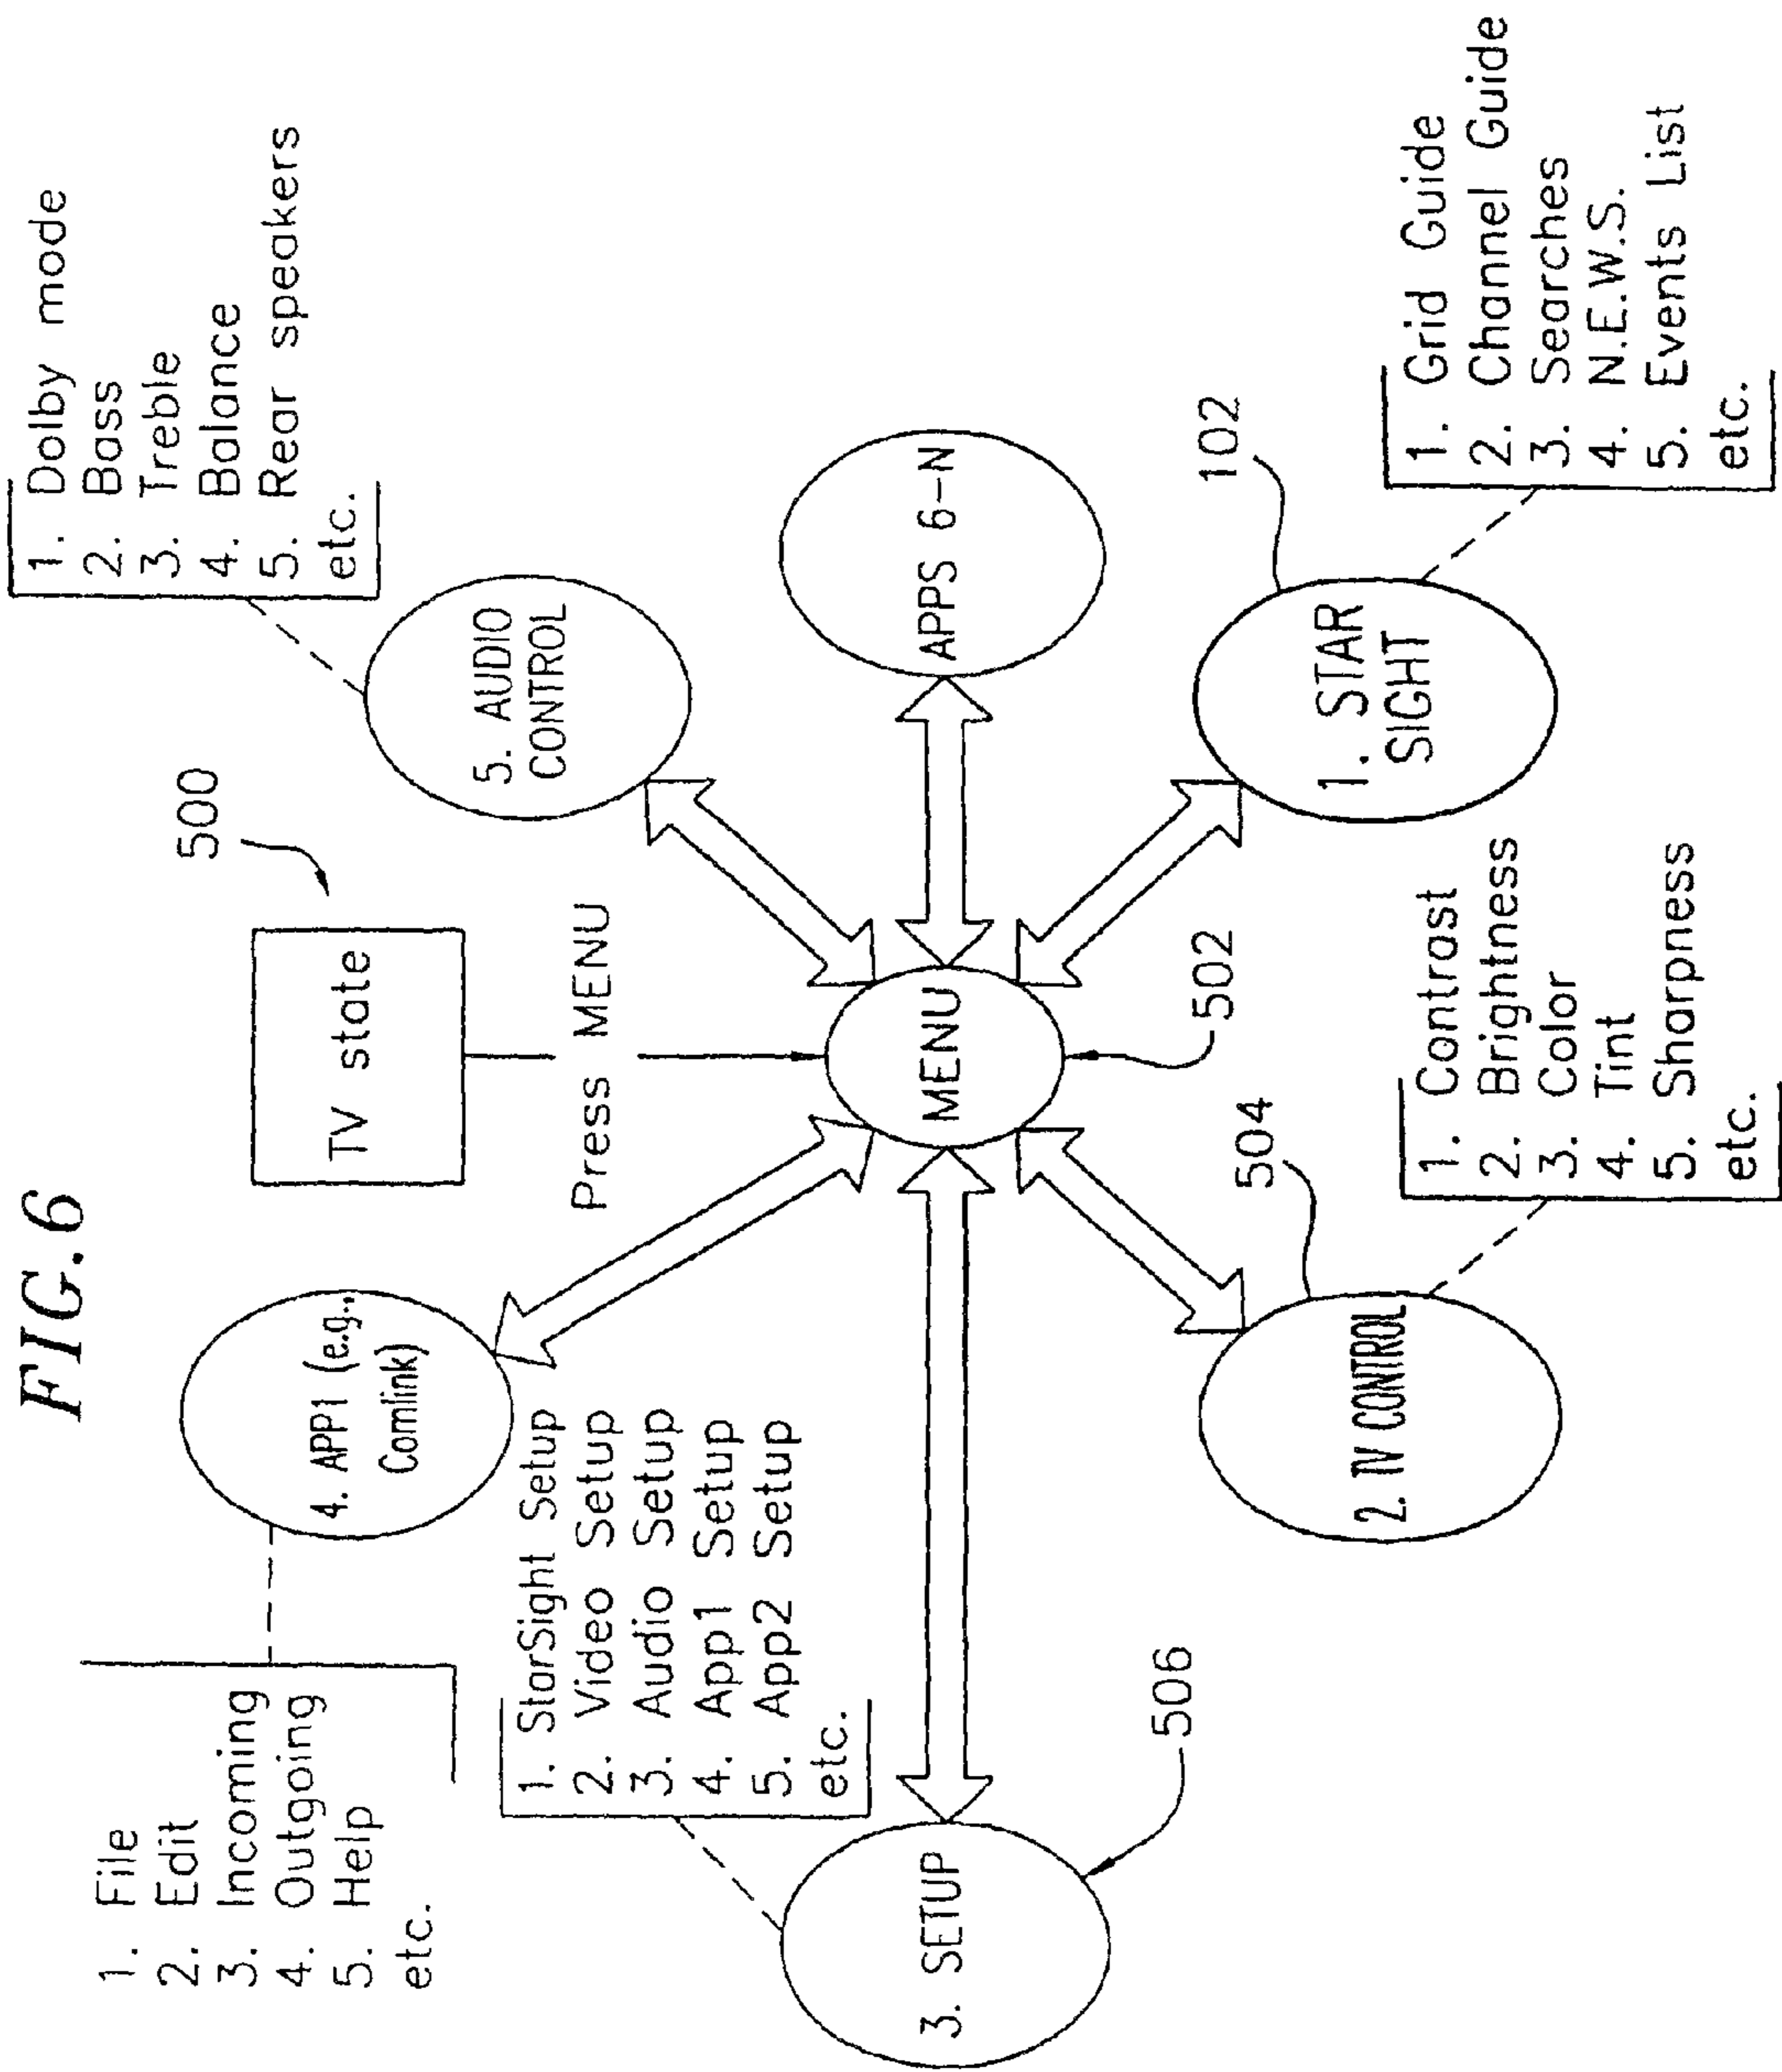 FIG.6
500
TV state
Press MENU
MENU
502
4. APP1 (e.g.,
Comlink)
1. File
2. Edit
3. Incoming
4. Outgoing
5. Help
etc.
5. AUDIO
CONTROL
1. Dolby mode
2. Bass
3. Treble
4. Balance
5. Rear speakers
etc.
3. SETUP
506
1. StarSight Setup
2. Video Setup
3. Audio Setup
4. App1 Setup
5. App2 Setup
etc.
APPS 6-N
2. TV CONTROL
504
1. Contrast
2. Brightness
3. Color
4. Tint
5. Sharpness
etc.
1. STAR
SIGHT
102
1. Grid Guide
2. Channel Guide
3. Searches
4. N.E.W.S.
5. Events List
etc.